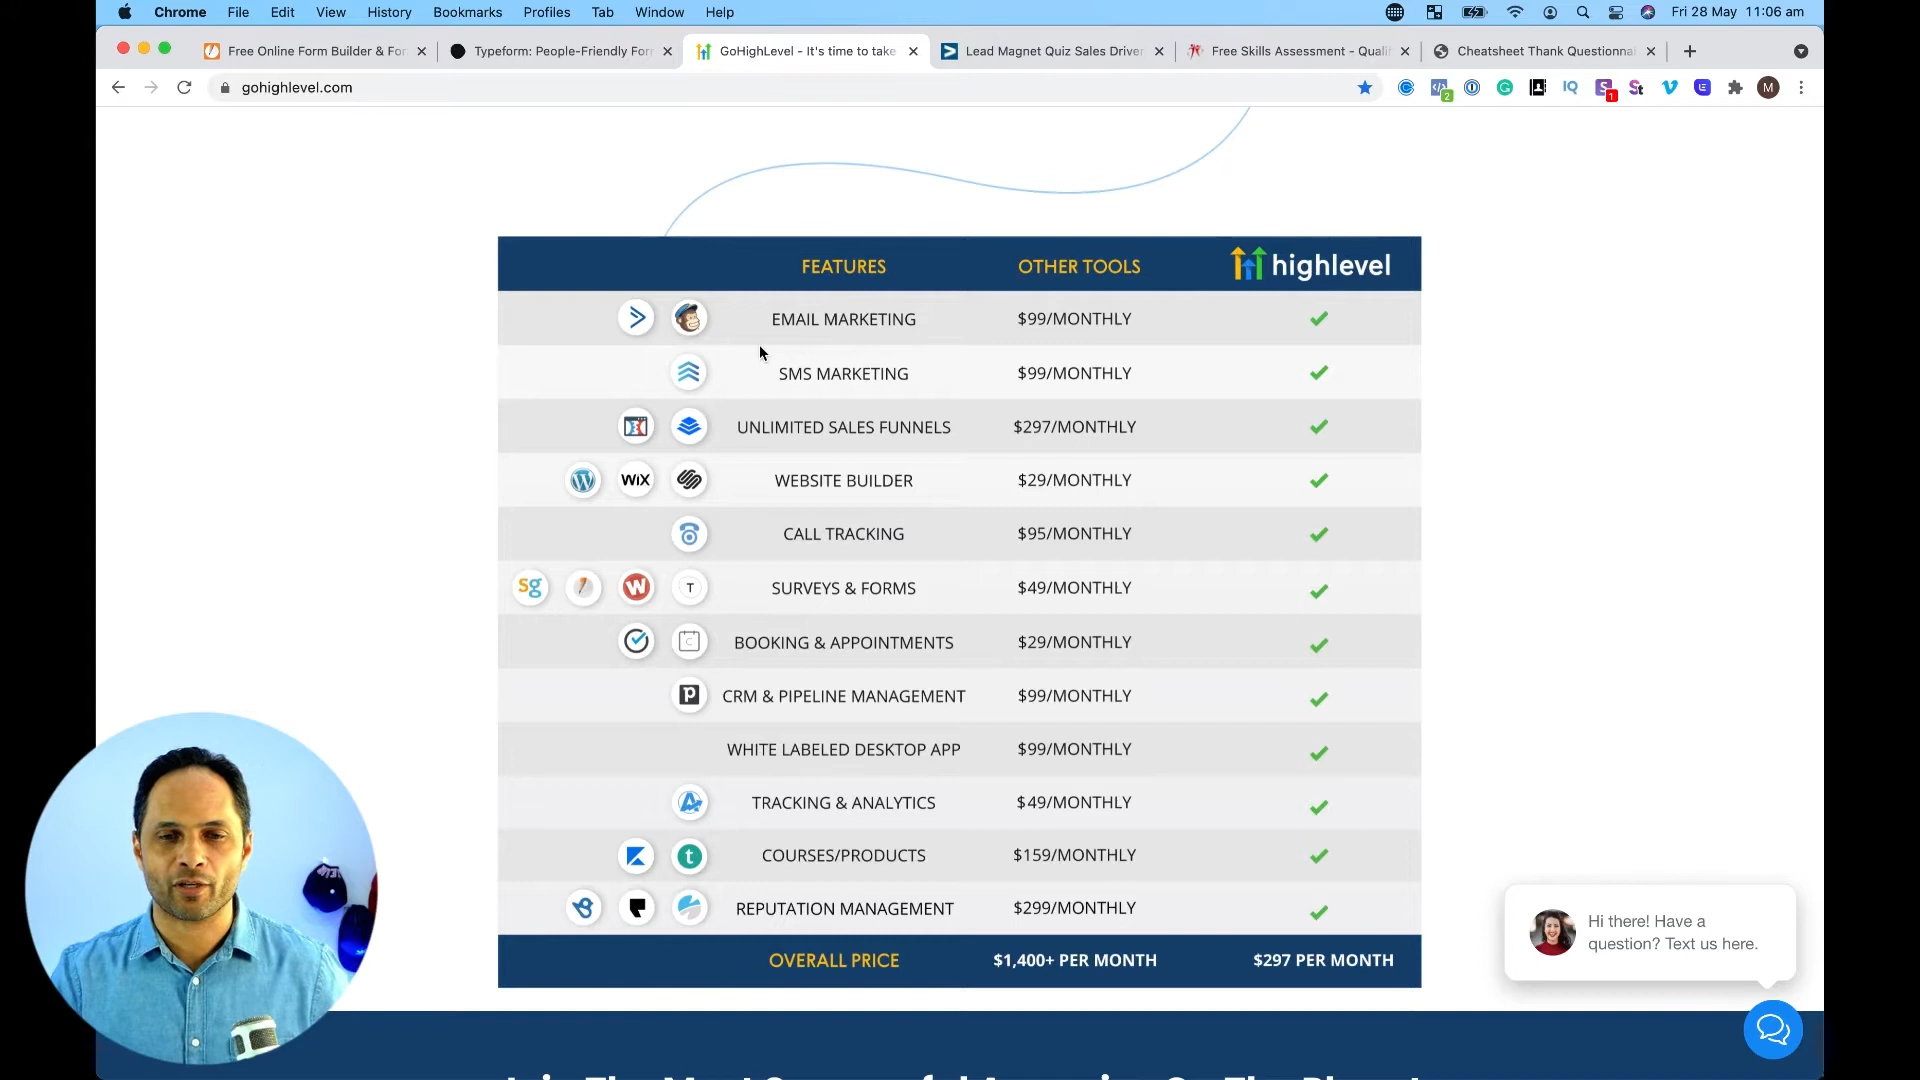 Chrome File Edit View History Bookmarks Profiles Tab Window Help Fri 28 May 11:06 am
Free Online Form Builder & For Typeform: People-Friendly For GoHighLevel - It's time to take Lead Magnet Quiz Sales Driver Free Skills Assessment - Quali Cheatsheet Thank Questionna
gohighlevel.com 2 IQ 1 St M
FEATURES OTHER TOOLS highlevel
EMAIL MARKETING $99/MONTHLY
SMS MARKETING $99/MONTHLY
UNLIMITED SALES FUNNELS $297/MONTHLY
WiX WEBSITE BUILDER $29/MONTHLY
CALL TRACKING $95/MONTHLY
sg W T SURVEYS & FORMS $49/MONTHLY
C BOOKING & APPOINTMENTS $29/MONTHLY
p CRM & PIPELINE MANAGEMENT $99/MONTHLY
WHITE LABELED DESKTOP APP $99/MONTHLY
TRACKING & ANALYTICS $49/MONTHLY
t COURSES/PRODUCTS $159/MONTHLY
REPUTATION MANAGEMENT $299/MONTHLY
OVERALL PRICE $1,400+ PER MONTH $297 PER MONTH
Hi there! Have a
question? Text us here.